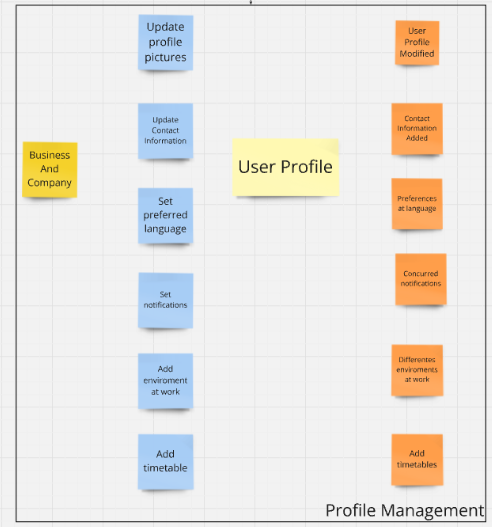 Update
profile
pictures
User
Profile
Modified
Update
Contact
Information
Contact
Information
Added
Business
And
Company
User Profile
Set
preferred
language
Preferences
at language
Set
notifications
Concurred
notifications
Add
enviroment
at work
Differentes
enviroments
at work
Add
timetable
Add
timetables
Profile Management